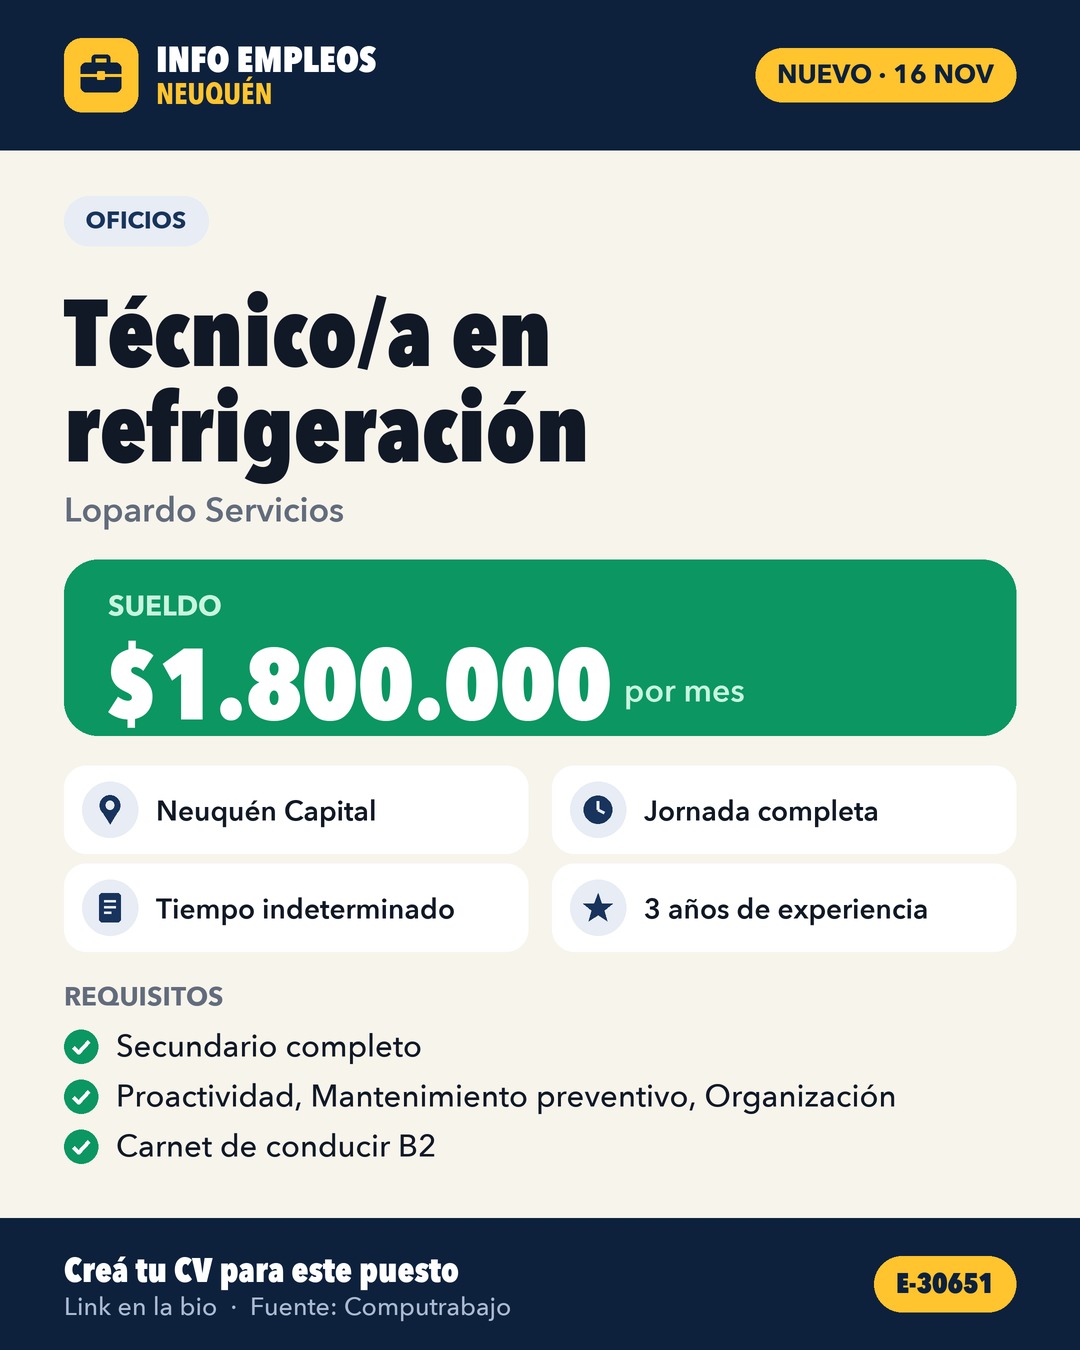 INFO EMPLEOS
NEUQUÉN
NUEVO · 16 NOV
OFICIOS
Técnico/a en
refrigeración
Lopardo Servicios
SUELDO
$1.800.000 por mes
Neuquén Capital
Jornada completa
Tiempo indeterminado
3 años de experiencia
REQUISITOS
Secundario completo
Proactividad, Mantenimiento preventivo, Organización
Carnet de conducir B2
Creá tu CV para este puesto
Link en la bio · Fuente: Computrabajo
E-30651